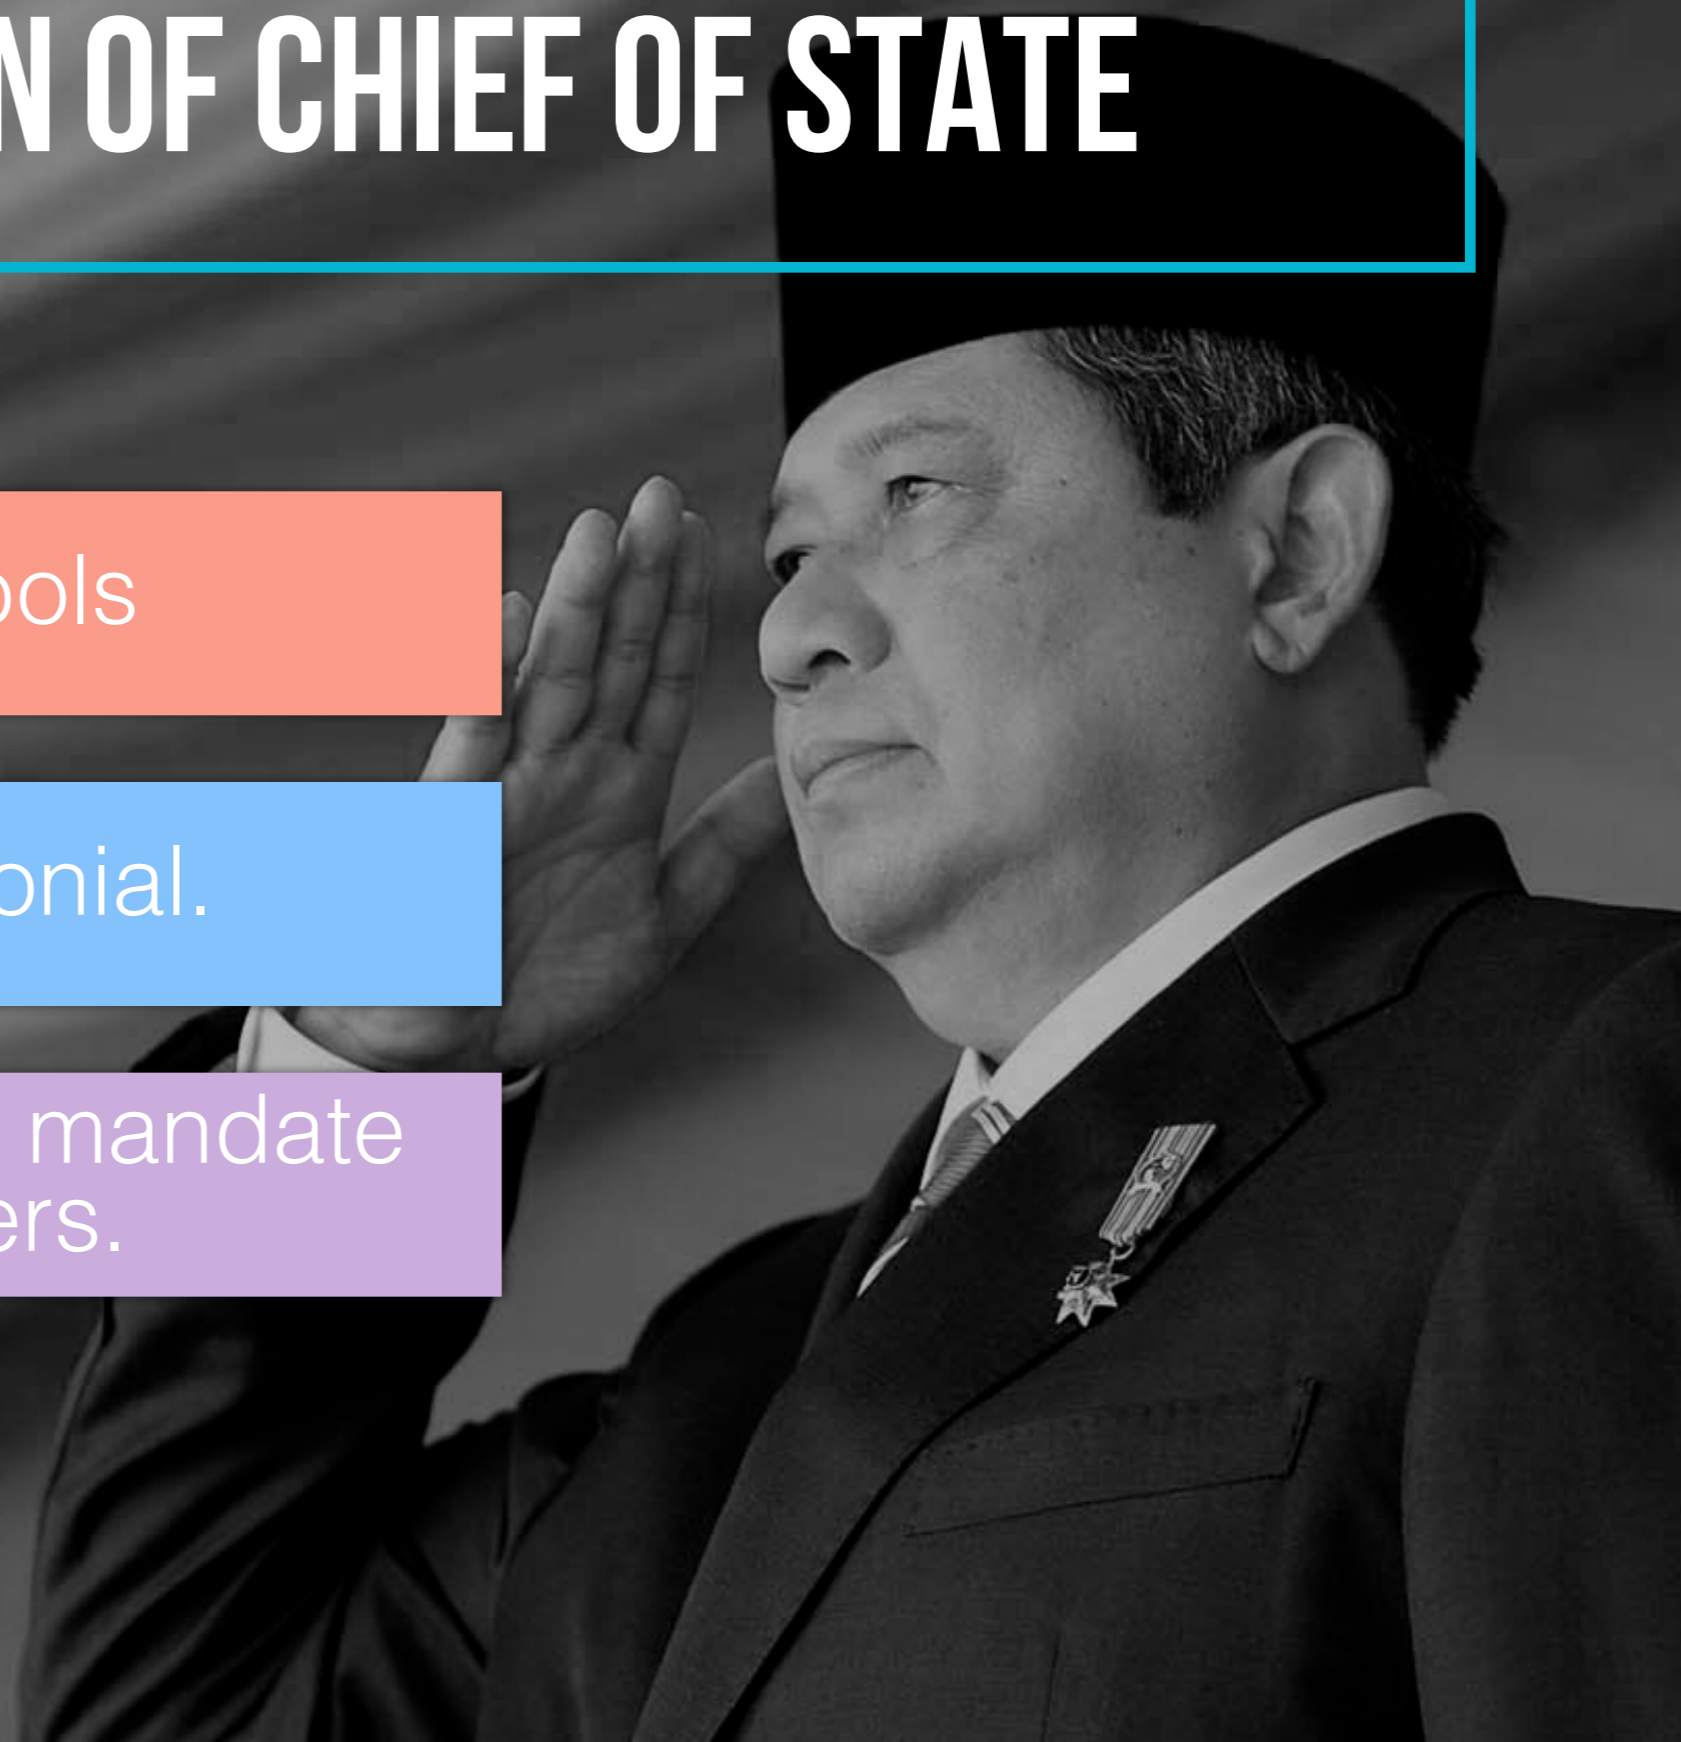 N OF CHIEF OF STATE
ools
onial.
mandate
ers.